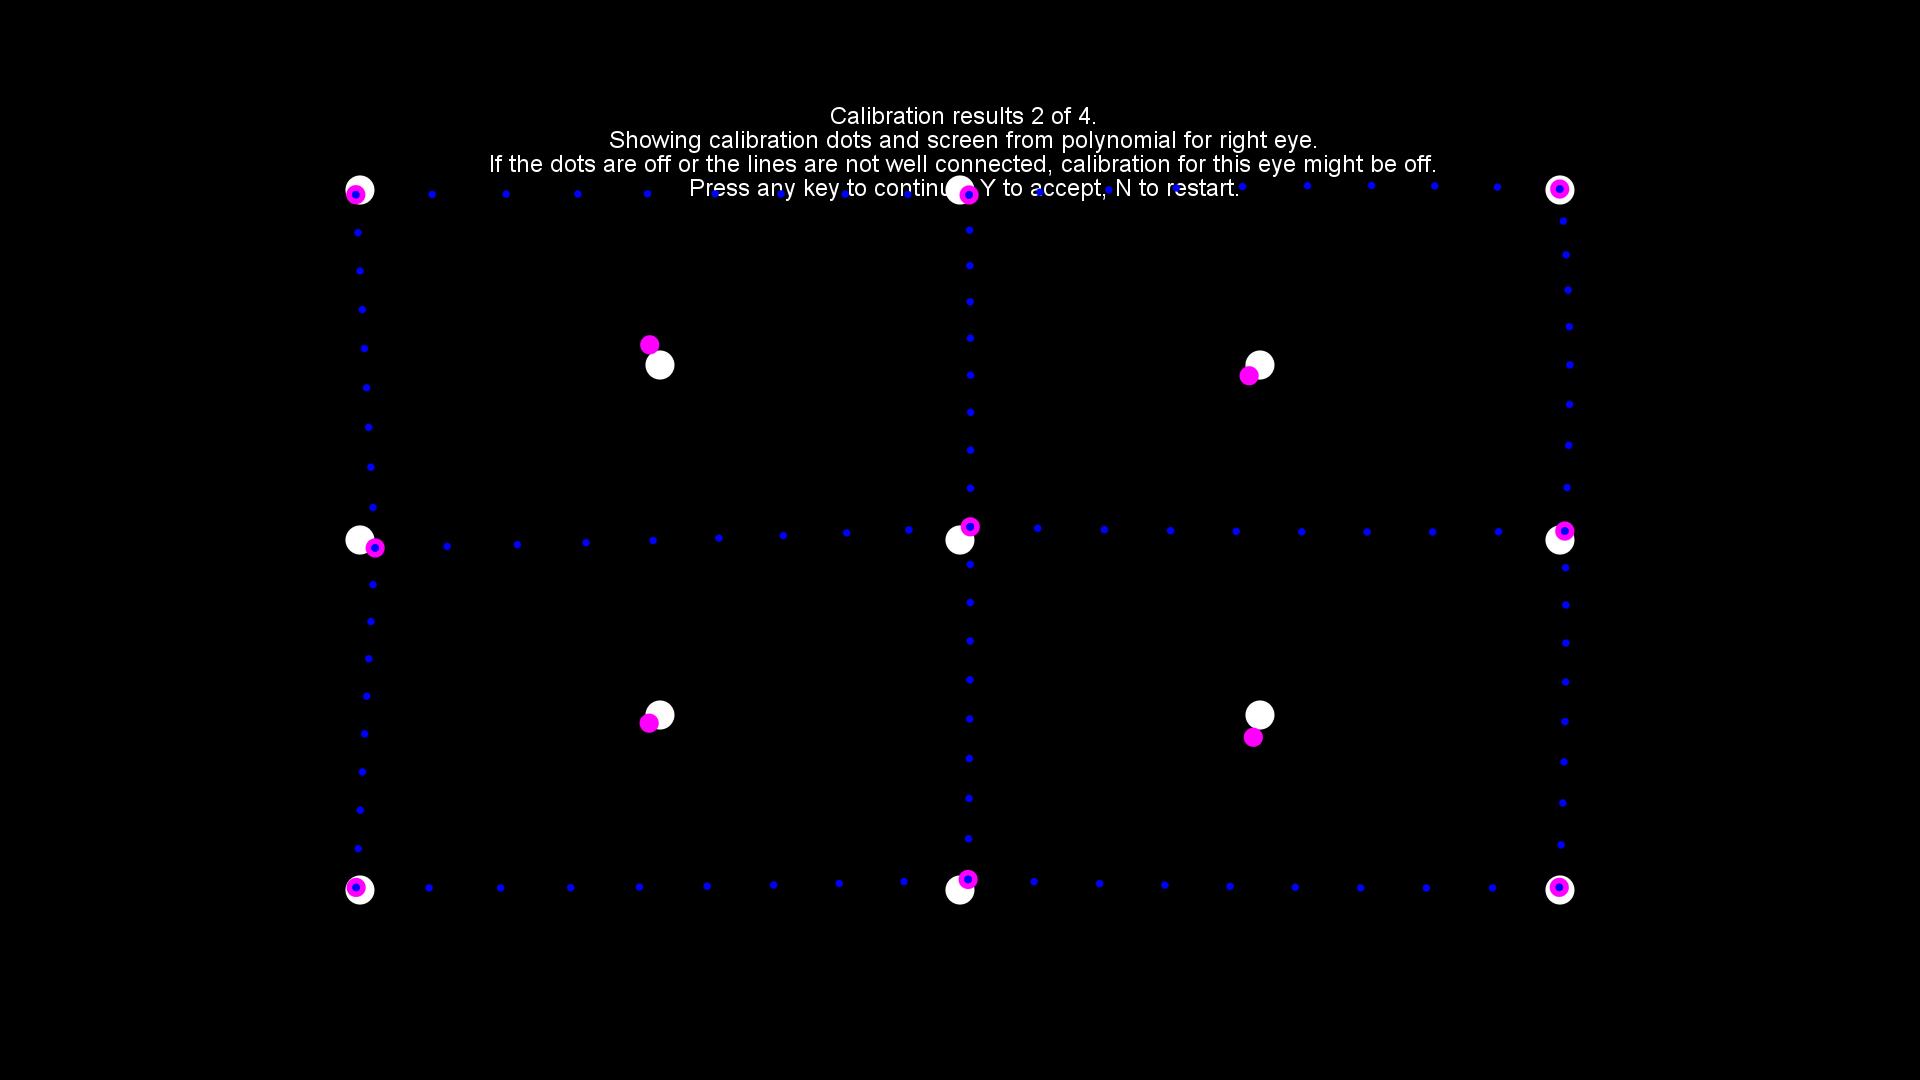 Calibration results 2 of 4.
Showing calibration dots and screen from polynomial for right eye.
If the dots are off or the lines are not well connected, calibration for this eye might be off.
Press any key to continue, Y to accept, N to restart.